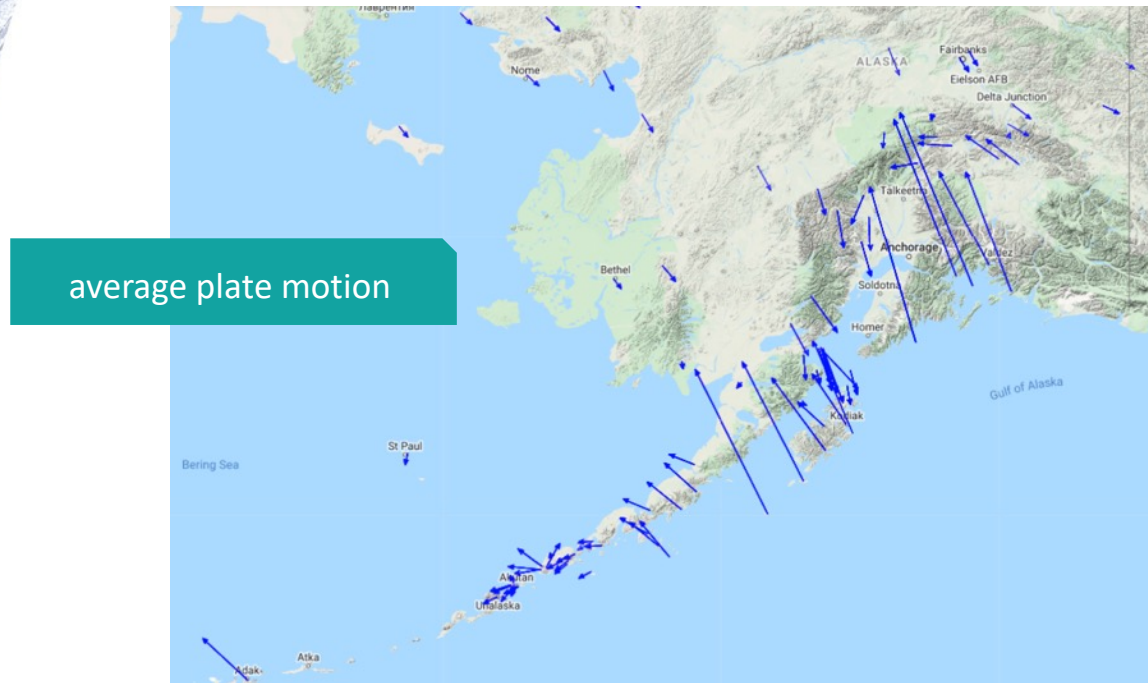 Лаврентия
Fairbanks
ALASKA
Nome
Eielson AFB
Delta Junction
Talkeetna
average plate motion
Anchorage
Valdez
Bethel
Soldotna
Homer
Gulf of Alaska
Kodiak
St Paul
Bering Sea
Akutan
Unalaska
Atka
Adak